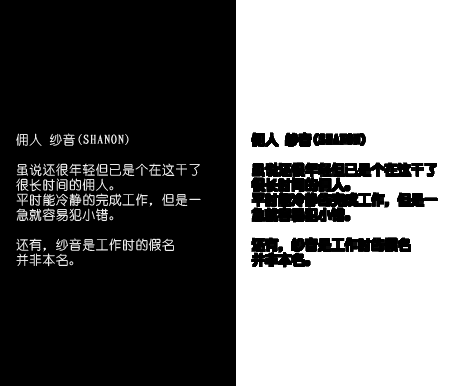 佣人 纱音(SHANON)
虽说还很年轻但已是个在这干了
很长时间的佣人。
平时能冷静的完成工作，但是一
急就容易犯小错。
还有，纱音是工作时的假名
并非本名。
佣人 纱音(SHANON)
虽说还很年轻但已是个在这干了
很长时间的佣人。
平时能冷静的完成工作，但是一
急就容易犯小错。
还有，纱音是工作时的假名
并非本名。